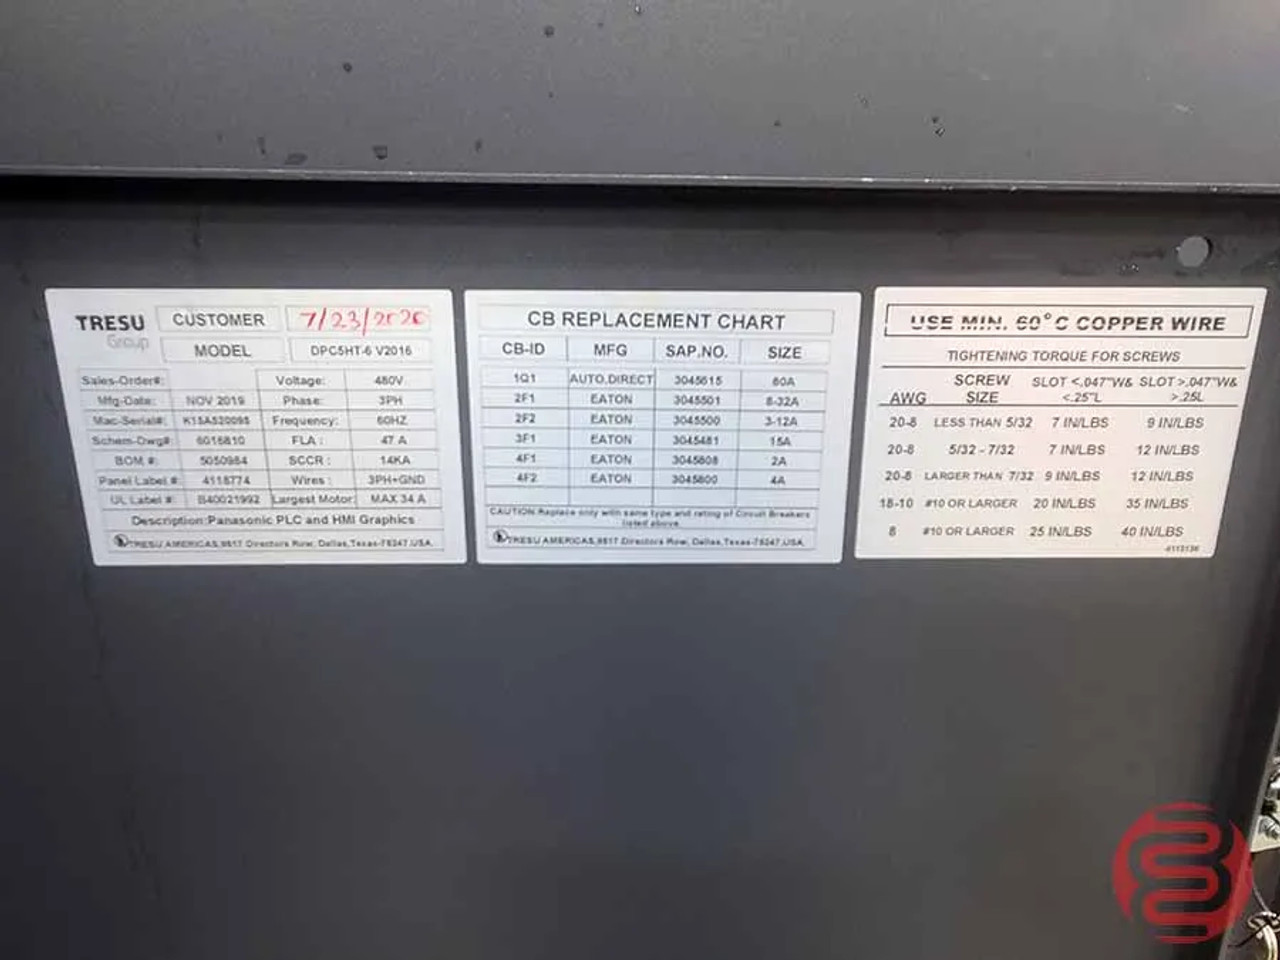 TRESU
Group
CUSTOMER 7/23/2020
MODEL DPC5HT-6 V2016
Sales-Order#: Voltage: 480V
Mfg-Date: NOV 2019 Phase: 3PH
Mac-Serial#: Frequency: 60HZ
Schem-Dwg#: 6016810 FLA : 47 A
BOM #: 5050984 SCCR : 14KA
Panel Label #: 4118774 Wires : 3PH+GND
UL Label #: B40021992 Largest Motor: MAX 34 A
Description:Panasonic PLC and HMI Graphics
TRESU AMERICAS,9817 Directors Row, Dallas,Texas-75247,USA.
CB REPLACEMENT CHART
CB-ID MFG SAP.NO. SIZE
1Q1 AUTO.DIRECT 3045615 60A
2F1 EATON 3045501 8-32A
2F2 EATON 3045500 3-12A
3F1 EATON 3045481 15A
4F1 EATON 3045608 2A
4F2 EATON 3045600 4A
CAUTION:Replace only with same type and rating of Circuit Breakers
listed above.
TRESU AMERICAS,9817 Directors Row, Dallas,Texas-75247,USA.
USE MIN. 60°C COPPER WIRE
TIGHTENING TORQUE FOR SCREWS
AWG SCREW SIZE SLOT <.047"W& <.25"L SLOT >.047"W& >.25L
20-8 LESS THAN 5/32 7 IN/LBS 9 IN/LBS
20-8 5/32 - 7/32 7 IN/LBS 12 IN/LBS
20-8 LARGER THAN 7/32 9 IN/LBS 12 IN/LBS
18-10 #10 OR LARGER 20 IN/LBS 35 IN/LBS
8 #10 OR LARGER 25 IN/LBS 40 IN/LBS